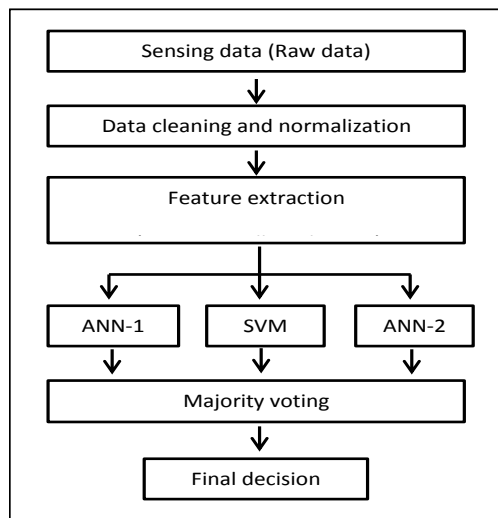 Sensing data (Raw data)
Data cleaning and normalization
Feature extraction
ANN-1 SVM ANN-2
Majority voting
Final decision